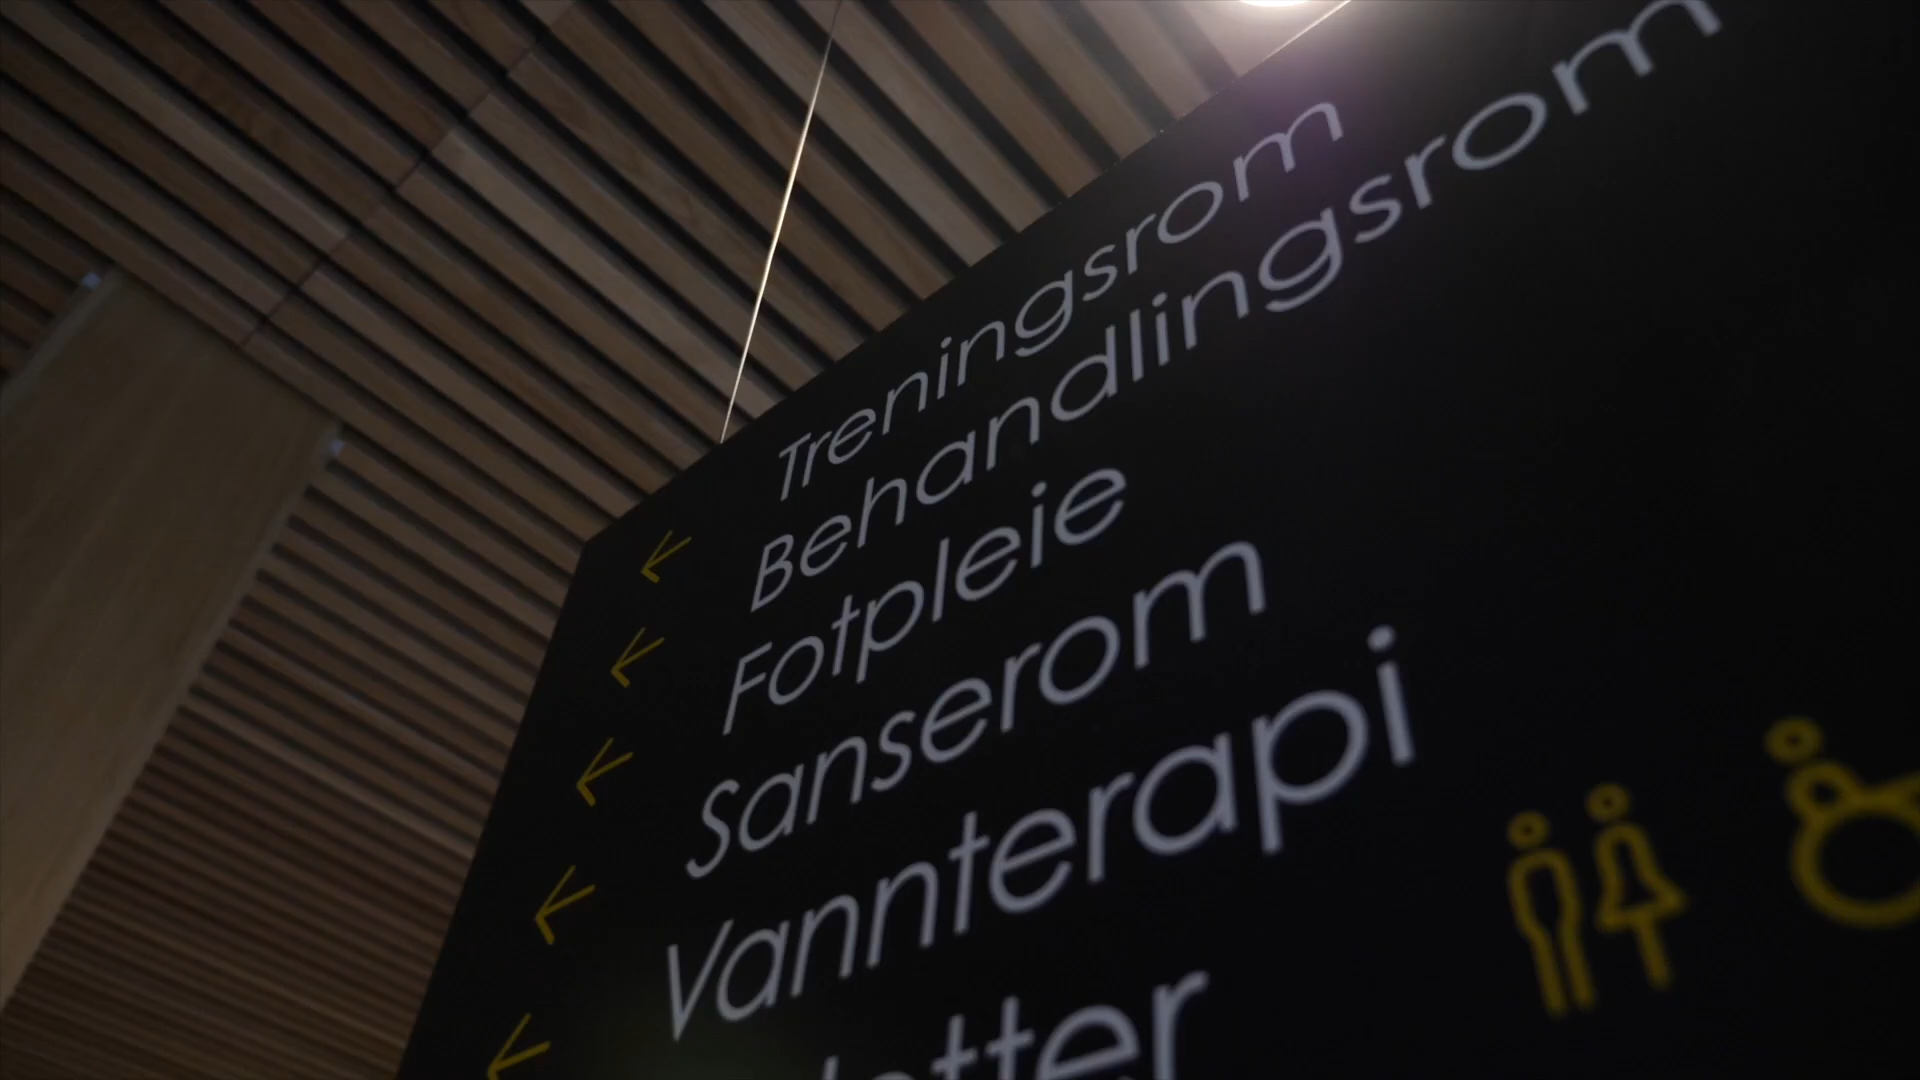 Treningsrom
Behandlingsrom
Fotpleie
Sanserom
Vannterapi